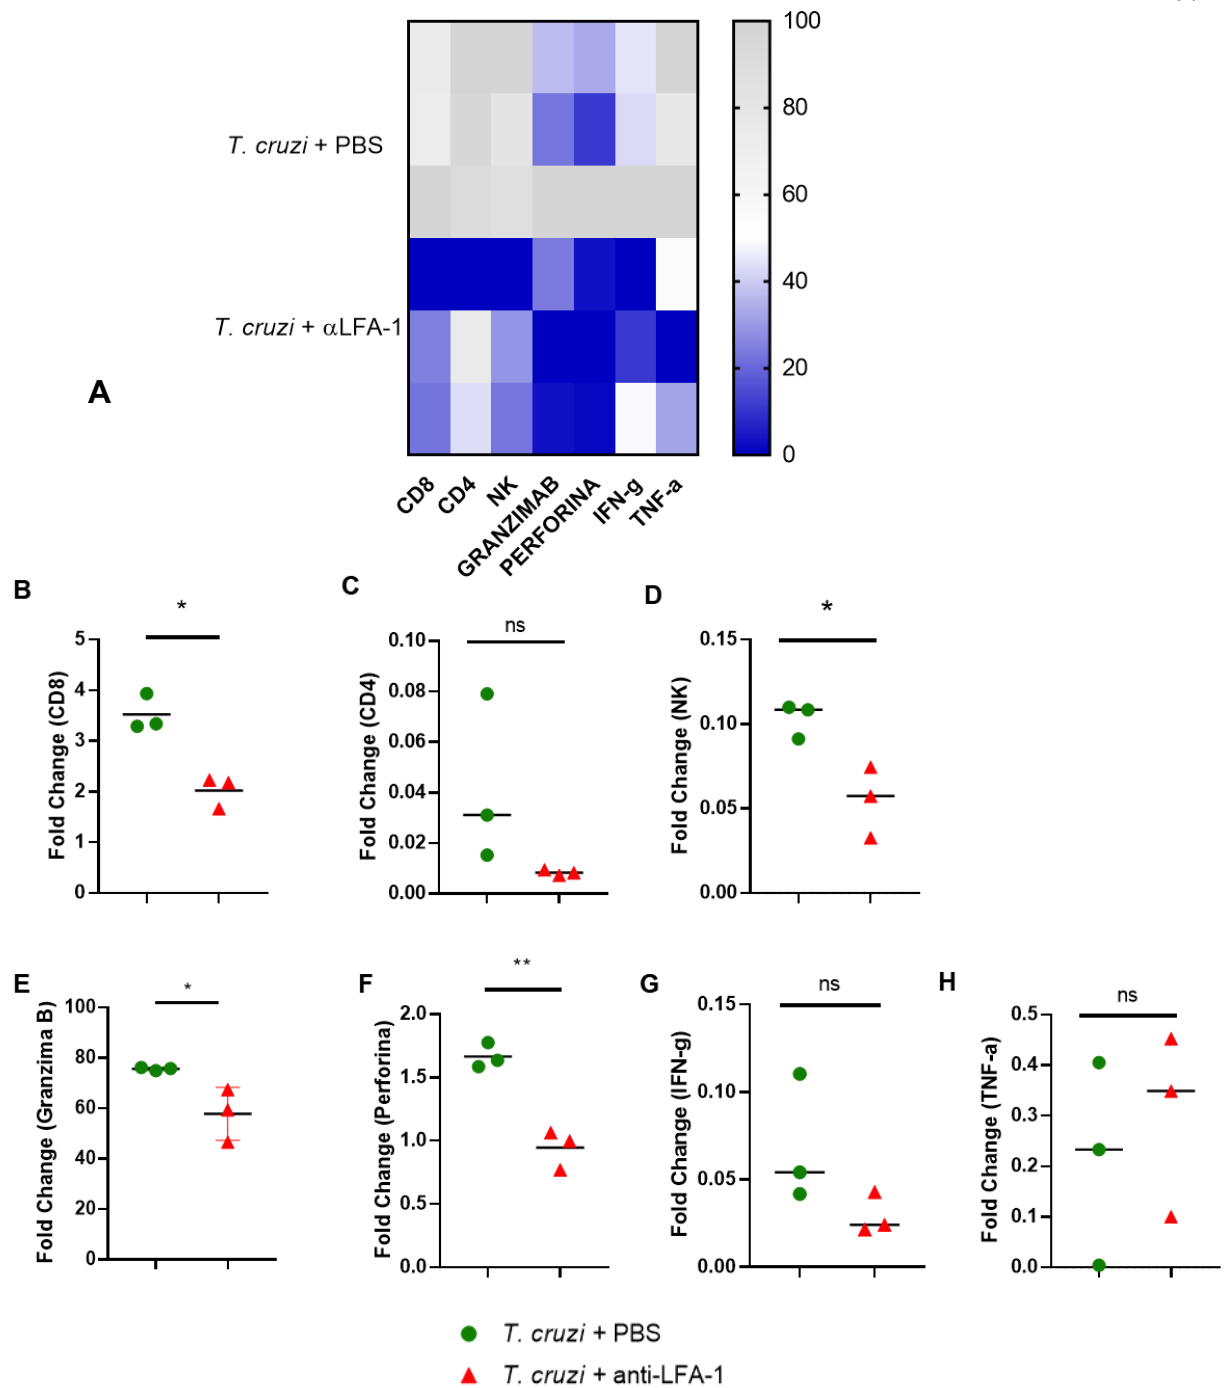 100
80
60
40
20
0
T. cruzi + PBS
T. cruzi + αLFA-1
A
CD8
CD4
NK
GRANZIMAB
PERFORINA
IFN-g
TNF-a
B
*
Fold Change (CD8)
5
4
3
2
1
0
C
ns
Fold Change (CD4)
0.10
0.08
0.06
0.04
0.02
0.00
D
*
Fold Change (NK)
0.15
0.10
0.05
0.00
E
*
Fold Change (Granzima B)
100
80
60
40
20
0
F
**
Fold Change (Perforina)
2.0
1.5
1.0
0.5
0.0
G
ns
Fold Change (IFN-g)
0.15
0.10
0.05
0.00
H
ns
Fold Change (TNF-a)
0.5
0.4
0.3
0.2
0.1
0.0
T. cruzi + PBS
T. cruzi + anti-LFA-1